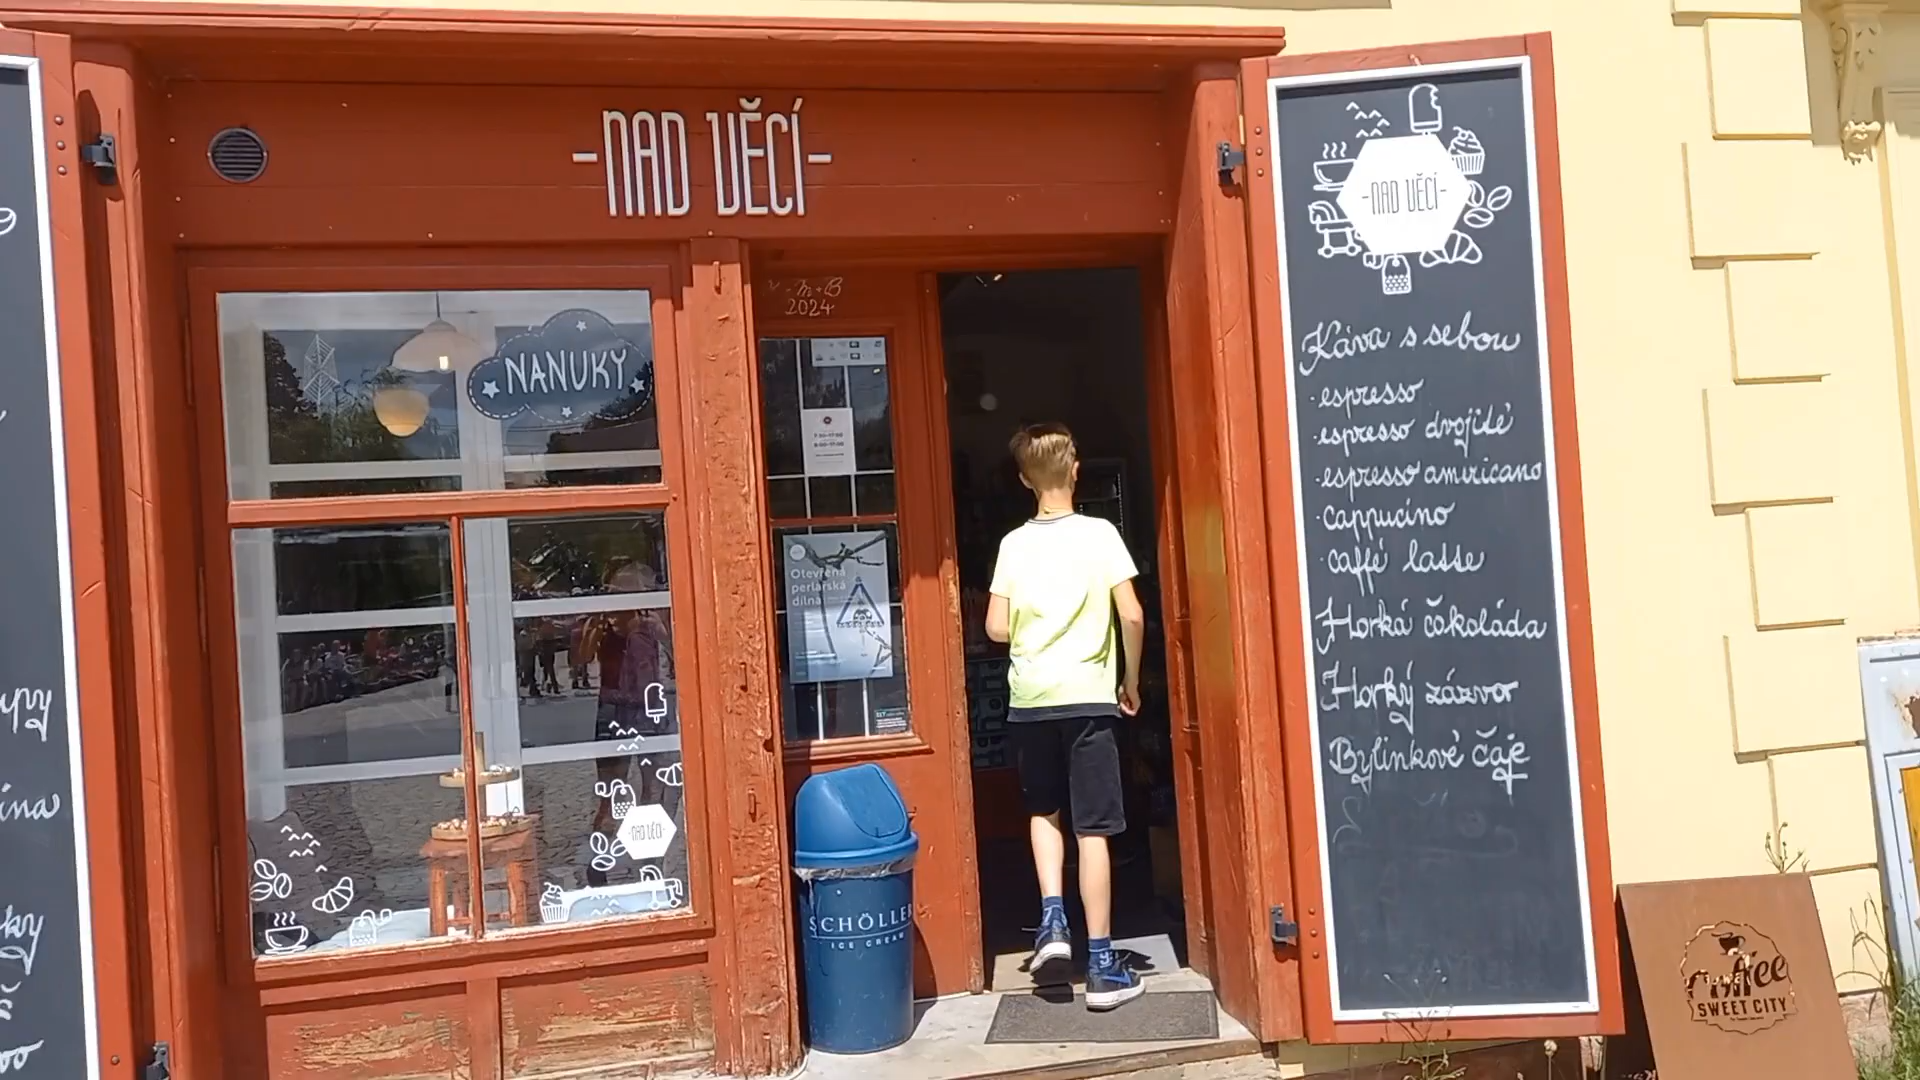 -NAD VĚCÍ-
-NAD VĚCÍ-
Káva s sebou
·espresso
·espresso dvojité
·espresso americano
·cappucino
·caffé latte
Horká čokoláda
Horký zázvor
Bylinkové čaje
2024
NANUKY
Otevřená
perlařská
dílna
-NAD VĚCÍ-
SCHÖLLER
ICE CREAM
Coffee
SWEET CITY